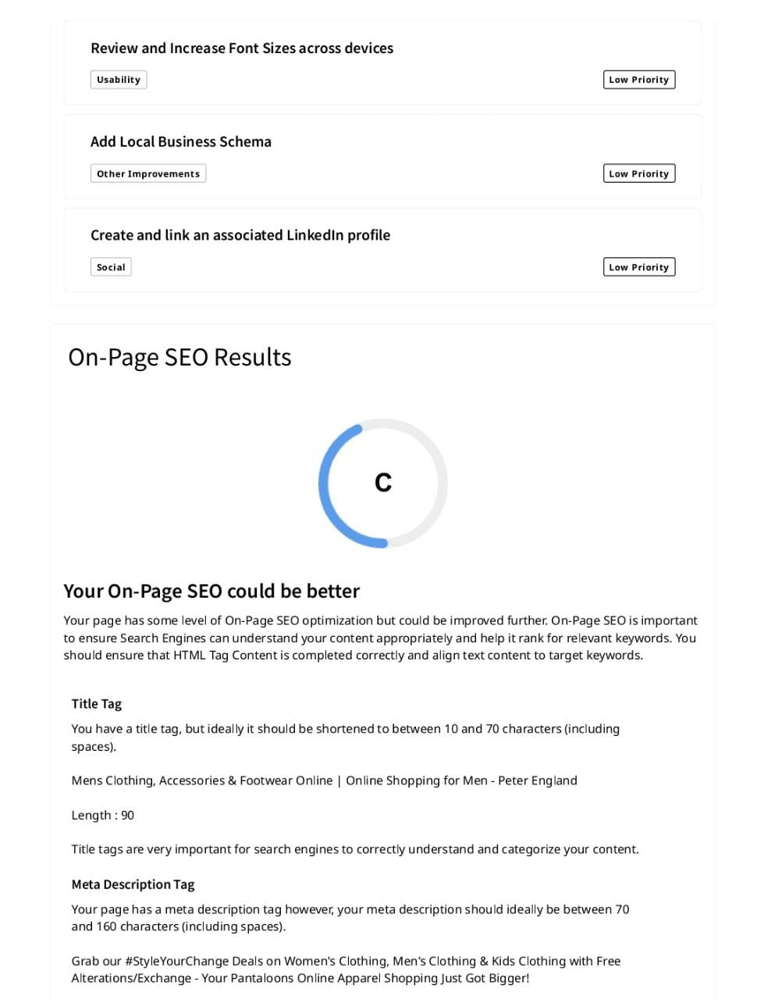 Review and Increase Font Sizes across devices
Usability
Low Priority
Add Local Business Schema
Other Improvements
Low Priority
Create and link an associated LinkedIn profile
Social
Low Priority
On-Page SEO Results
C
Your On-Page SEO could be better
Your page has some level of On-Page SEO optimization but could be improved further. On-Page SEO is important
to ensure Search Engines can understand your content appropriately and help it rank for relevant keywords. You
should ensure that HTML Tag Content is completed correctly and align text content to target keywords.
Title Tag
You have a title tag, but ideally it should be shortened to between 10 and 70 characters (including
spaces).
Mens Clothing, Accessories & Footwear Online | Online Shopping for Men - Peter England
Length : 90
Title tags are very important for search engines to correctly understand and categorize your content.
Meta Description Tag
Your page has a meta description tag however, your meta description should ideally be between 70
and 160 characters (including spaces).
Grab our #StyleYourChange Deals on Women's Clothing, Men's Clothing & Kids Clothing with Free
Alterations/Exchange - Your Pantaloons Online Apparel Shopping Just Got Bigger!